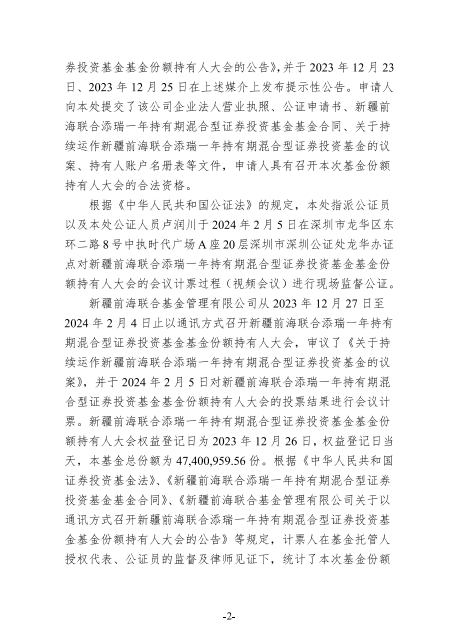 券投资基金基金份额持有人大会的公告》，并于 2023 年 12 月 23
日、2023 年 12 月 25 日在上述媒介上发布提示性公告。申请人
向本处提交了该公司企业法人营业执照、公证申请书、新疆前
海联合添瑞一年持有期混合型证券投资基金基金合同、关于持
续运作新疆前海联合添瑞一年持有期混合型证券投资基金的议
案、持有人账户名册表等文件，申请人具有召开本次基金份额
持有人大会的合法资格。
根据《中华人民共和国公证法》的规定，本处指派公证员
以及本处公证人员卢润川于 2024 年 2 月 5 日在深圳市龙华区东
环二路 8 号中执时代广场 A 座 20 层深圳市深圳公证处龙华办证
点对新疆前海联合添瑞一年持有期混合型证券投资基金基金份
额持有人大会的会议计票过程（视频会议）进行现场监督公证。
新疆前海联合基金管理有限公司从 2023 年 12 月 27 日至
2024 年 2 月 4 日止以通讯方式召开新疆前海联合添瑞一年持有
期混合型证券投资基金基金份额持有人大会，审议了《关于持
续运作新疆前海联合添瑞一年持有期混合型证券投资基金的议
案》，并于 2024 年 2 月 5 日对新疆前海联合添瑞一年持有期混
合型证券投资基金基金份额持有人大会的投票结果进行会议计
票。新疆前海联合添瑞一年持有期混合型证券投资基金基金份
额持有人大会权益登记日为 2023 年 12 月 26 日，权益登记日当
天，本基金总份额为 47,400,959.56 份。根据《中华人民共和国
证券投资基金法》、《新疆前海联合添瑞一年持有期混合型证券
投资基金基金合同》、《新疆前海联合基金管理有限公司关于以
通讯方式召开新疆前海联合添瑞一年持有期混合型证券投资基
金基金份额持有人大会的公告》等规定，计票人在基金托管人
授权代表、公证员的监督及律师见证下，统计了本次基金份额
-2-